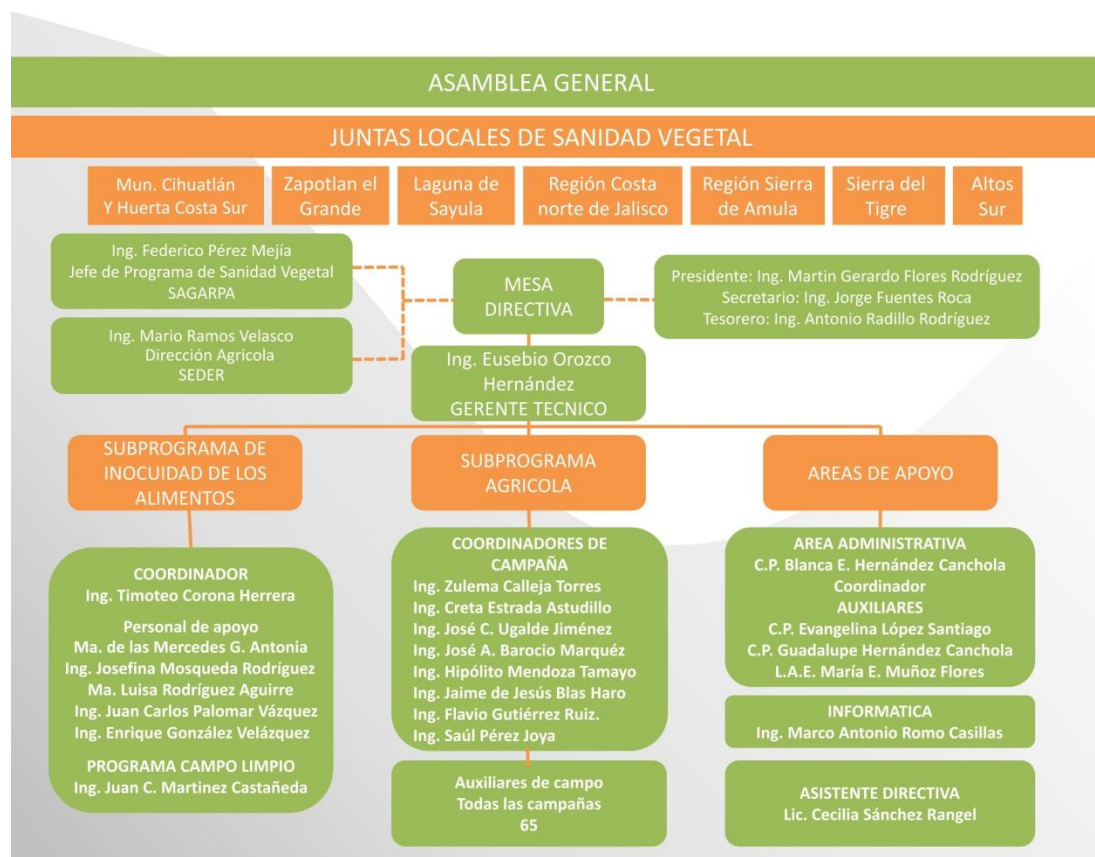 ASAMBLEA GENERAL
JUNTAS LOCALES DE SANIDAD VEGETAL
Mun. Cihuatlán
Y Huerta Costa Sur
Zapotlan el
Grande
Laguna de
Sayula
Región Costa
norte de Jalisco
Región Sierra
de Amula
Sierra del
Tigre
Altos
Sur
Ing. Federico Pérez Mejía
Jefe de Programa de Sanidad Vegetal
SAGARPA
Ing. Mario Ramos Velasco
Dirección Agricola
SEDER
MESA
DIRECTIVA
Presidente: Ing. Martin Gerardo Flores Rodríguez
Secretario: Ing. Jorge Fuentes Roca
Tesorero: Ing. Antonio Radillo Rodríguez
Ing. Eusebio Orozco
Hernández
GERENTE TECNICO
SUBPROGRAMA DE
INOCUIDAD DE LOS
ALIMENTOS
COORDINADOR
Ing. Timoteo Corona Herrera
Personal de apoyo
Ma. de las Mercedes G. Antonia
Ing. Josefina Mosqueda Rodríguez
Ma. Luisa Rodríguez Aguirre
Ing. Juan Carlos Palomar Vázquez
Ing. Enrique González Velázquez
PROGRAMA CAMPO LIMPIO
Ing. Juan C. Martinez Castañeda
SUBPROGRAMA
AGRICOLA
COORDINADORES DE
CAMPAÑA
Ing. Zulema Calleja Torres
Ing. Creta Estrada Astudillo
Ing. José C. Ugalde Jiménez
Ing. José A. Barocio Marquéz
Ing. Hipólito Mendoza Tamayo
Ing. Jaime de Jesús Blas Haro
Ing. Flavio Gutiérrez Ruiz.
Ing. Saúl Pérez Joya
Auxiliares de campo
Todas las campañas
65
AREAS DE APOYO
AREA ADMINISTRATIVA
C.P. Blanca E. Hernández Canchola
Coordinador
AUXILIARES
C.P. Evangelina López Santiago
C.P. Guadalupe Hernández Canchola
L.A.E. María E. Muñoz Flores
INFORMATICA
Ing. Marco Antonio Romo Casillas
ASISTENTE DIRECTIVA
Lic. Cecilia Sánchez Rangel